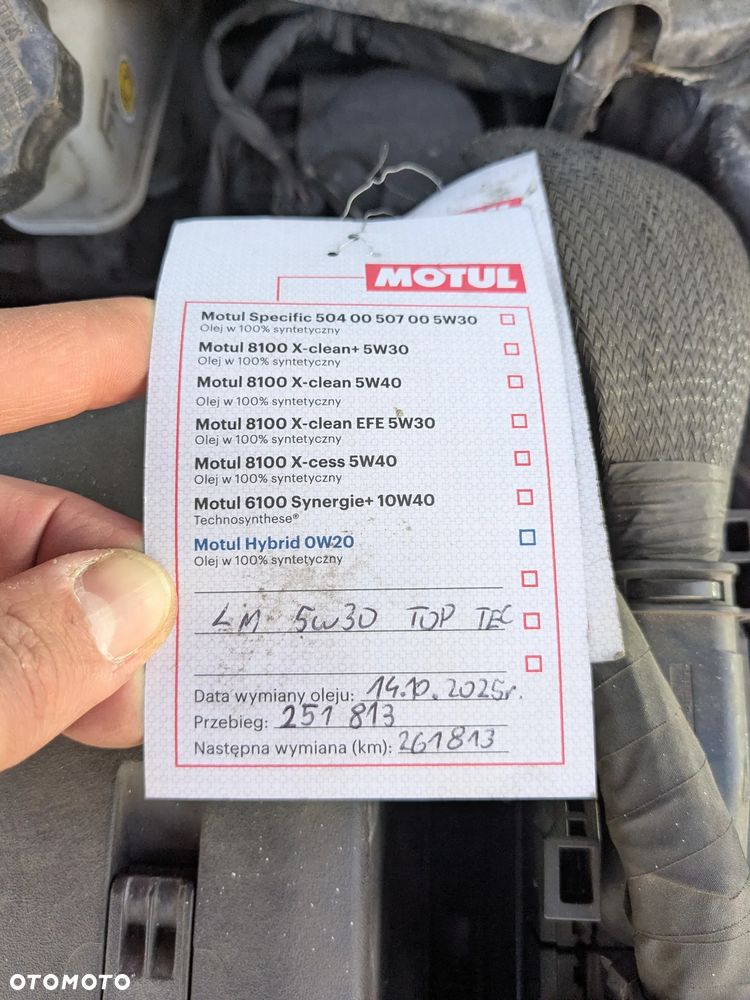 MOTUL
Motul Specific 504 00 507 00 5W30
Olej w 100% syntetyczny
Motul 8100 X-clean+ 5W30
Olej w 100% syntetyczny
Motul 8100 X-clean 5W40
Olej w 100% syntetyczny
Motul 8100 X-clean EFE 5W30
Olej w 100% syntetyczny
Motul 8100 X-cess 5W40
Olej w 100% syntetyczny
Motul 6100 Synergie+ 10W40
Technosynthese®
Motul Hybrid 0W20
Olej w 100% syntetyczny
LM 5W30 TOP TEC
Data wymiany oleju: 14.10.2025r.
Przebieg: 251 813
Następna wymiana (km): 261813
OTOMOTO